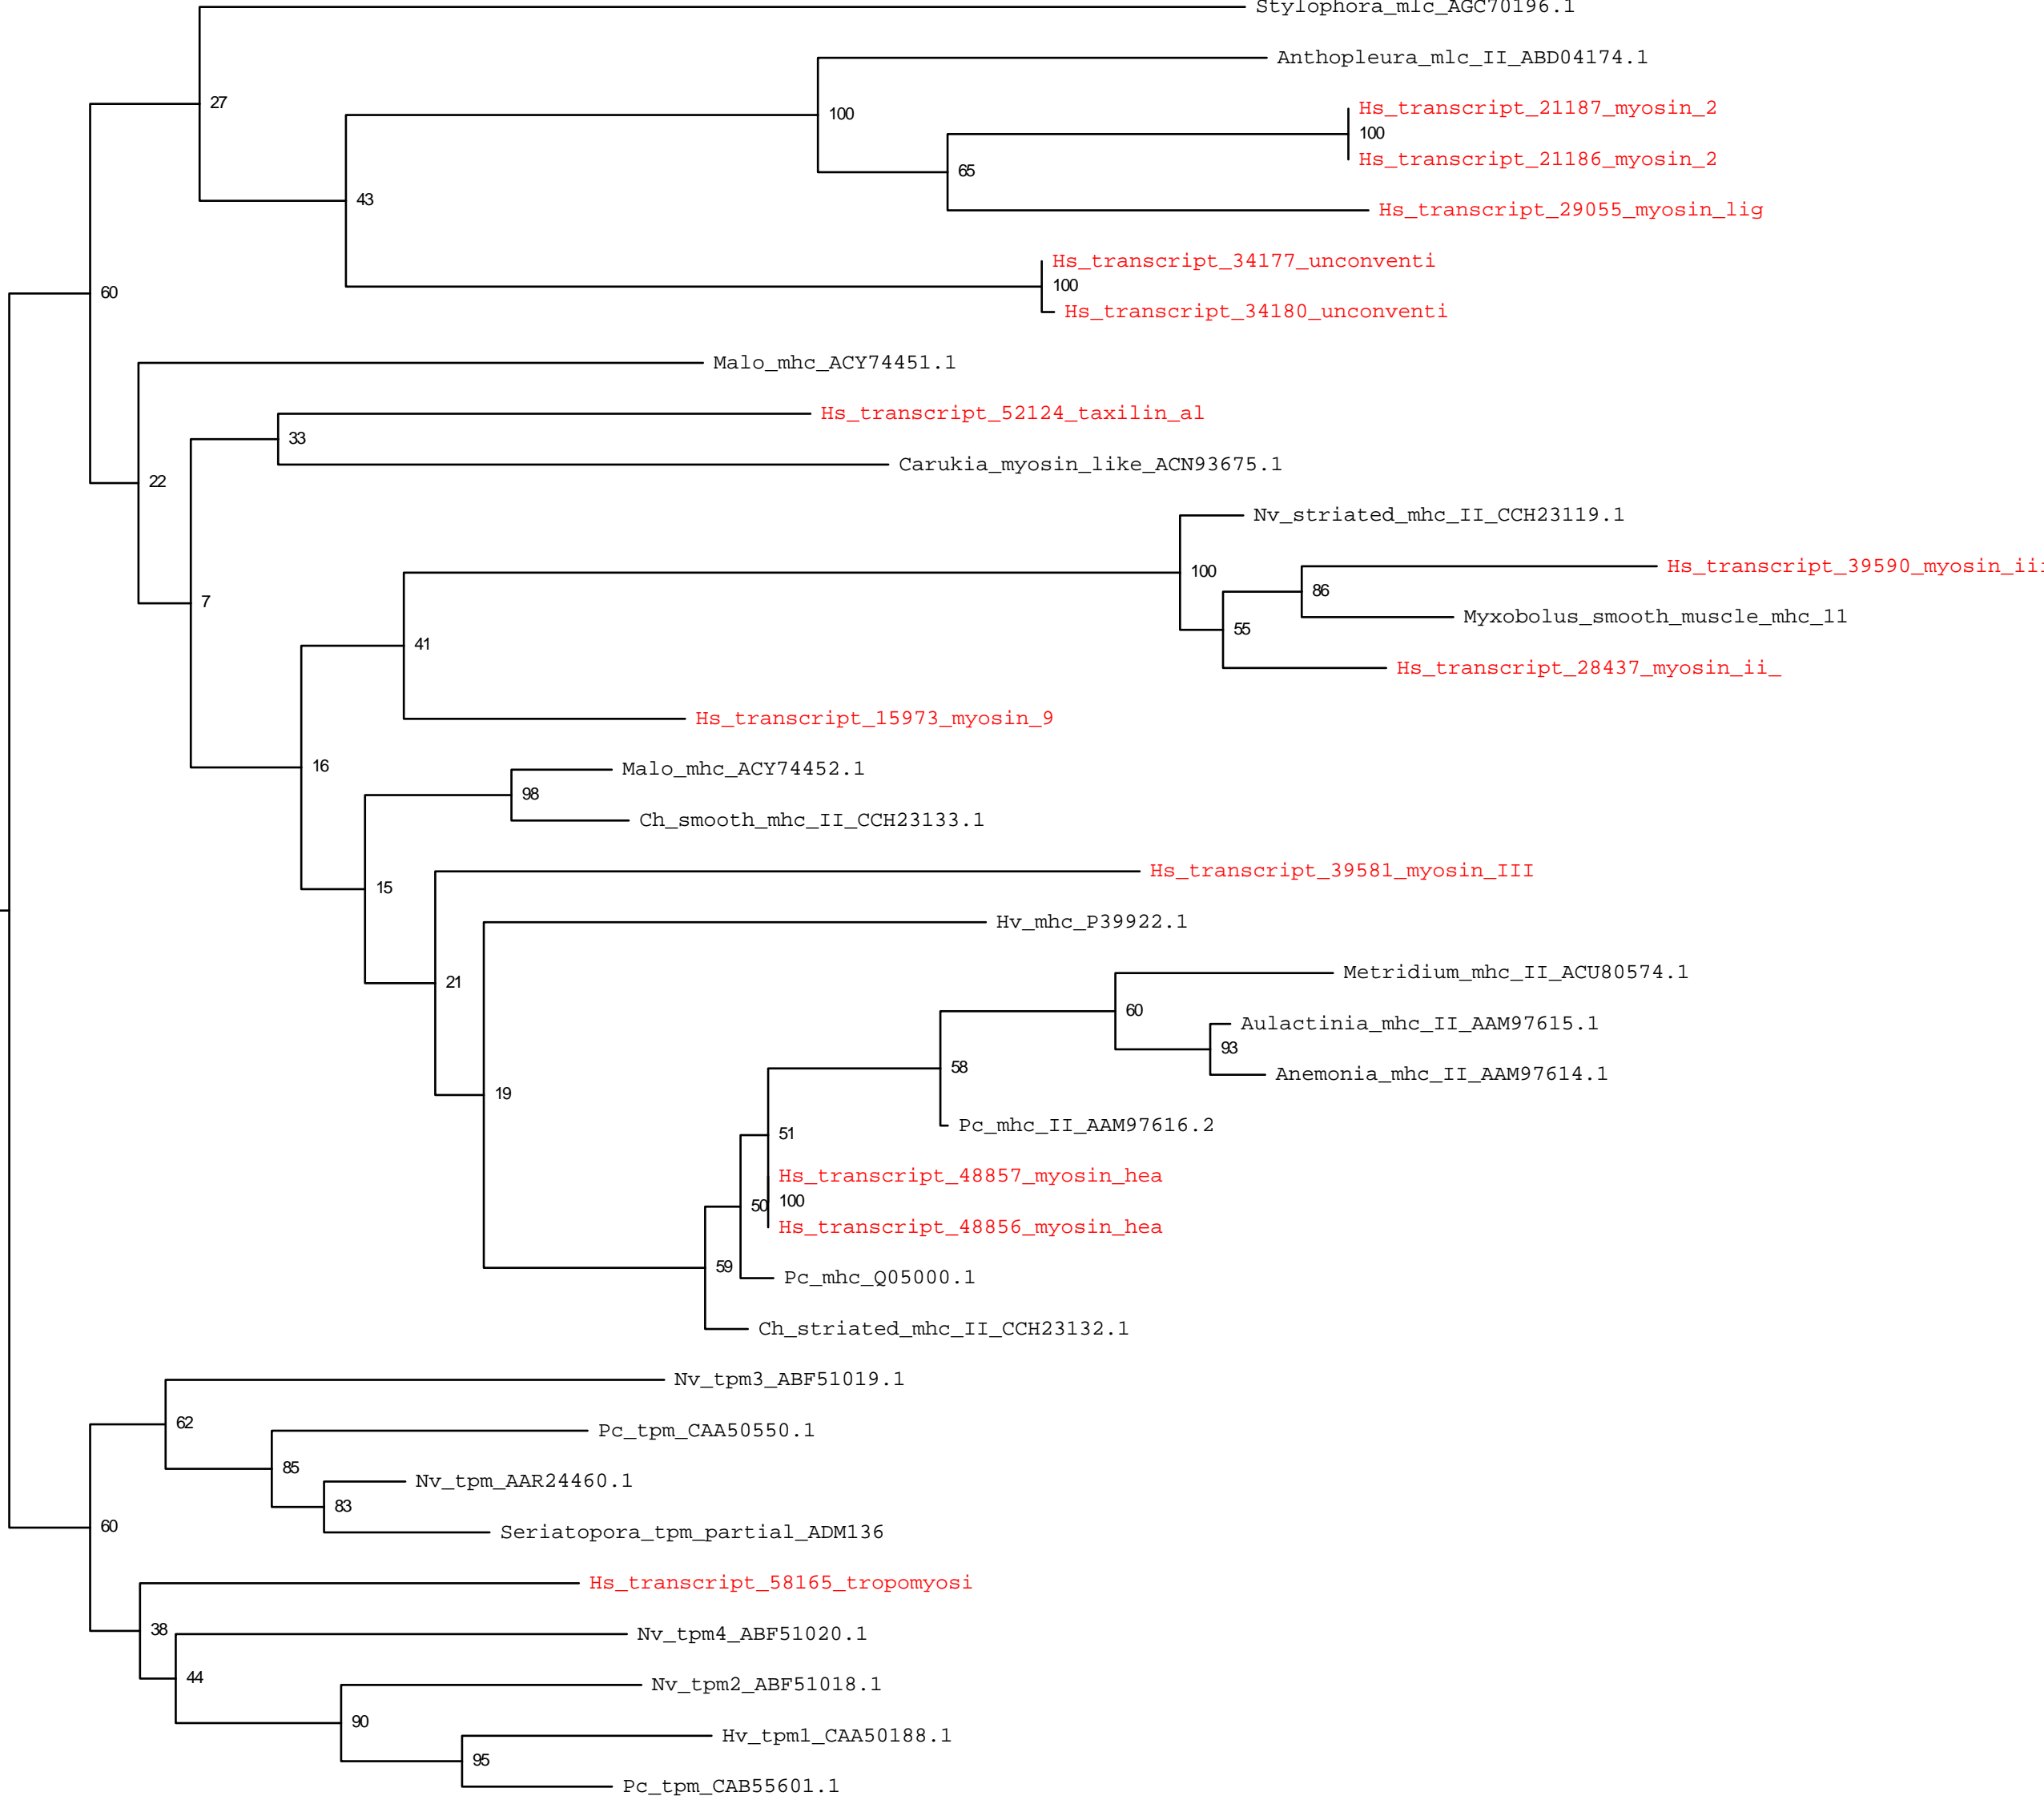 Stylophora_mlc_AGC70196.1
Anthopleura_mlc_II_ABD04174.1
27
Hs_transcript_21187_myosin_2
100
100
Hs_transcript_21186_myosin_2
65
43
Hs_transcript_29055_myosin_lig
Hs_transcript_34177_unconventi
100
60
Hs_transcript_34180_unconventi
Malo_mhc_ACY74451.1
Hs_transcript_52124_taxilin_al
33
Carukia_myosin_like_ACN93675.1
22
Nv_striated_mhc_II_CCH23119.1
Hs_transcript_39590_myosin_iii
100
86
7
Myxobolus_smooth_muscle_mhc_11
55
41
Hs_transcript_28437_myosin_ii_
Hs_transcript_15973_myosin_9
16
Malo_mhc_ACY74452.1
98
Ch_smooth_mhc_II_CCH23133.1
15
Hs_transcript_39581_myosin_III
Hv_mhc_P39922.1
21
Metridium_mhc_II_ACU80574.1
60
Aulactinia_mhc_II_AAM97615.1
93
58
Anemonia_mhc_II_AAM97614.1
19
Pc_mhc_II_AAM97616.2
51
Hs_transcript_48857_myosin_hea
100
50
Hs_transcript_48856_myosin_hea
59
Pc_mhc_Q05000.1
Ch_striated_mhc_II_CCH23132.1
Nv_tpm3_ABF51019.1
62
Pc_tpm_CAA50550.1
85
Nv_tpm_AAR24460.1
83
60
Seriatopora_tpm_partial_ADM136
Hs_transcript_58165_tropomyosi
38
Nv_tpm4_ABF51020.1
44
Nv_tpm2_ABF51018.1
90
Hv_tpm1_CAA50188.1
95
Pc_tpm_CAB55601.1